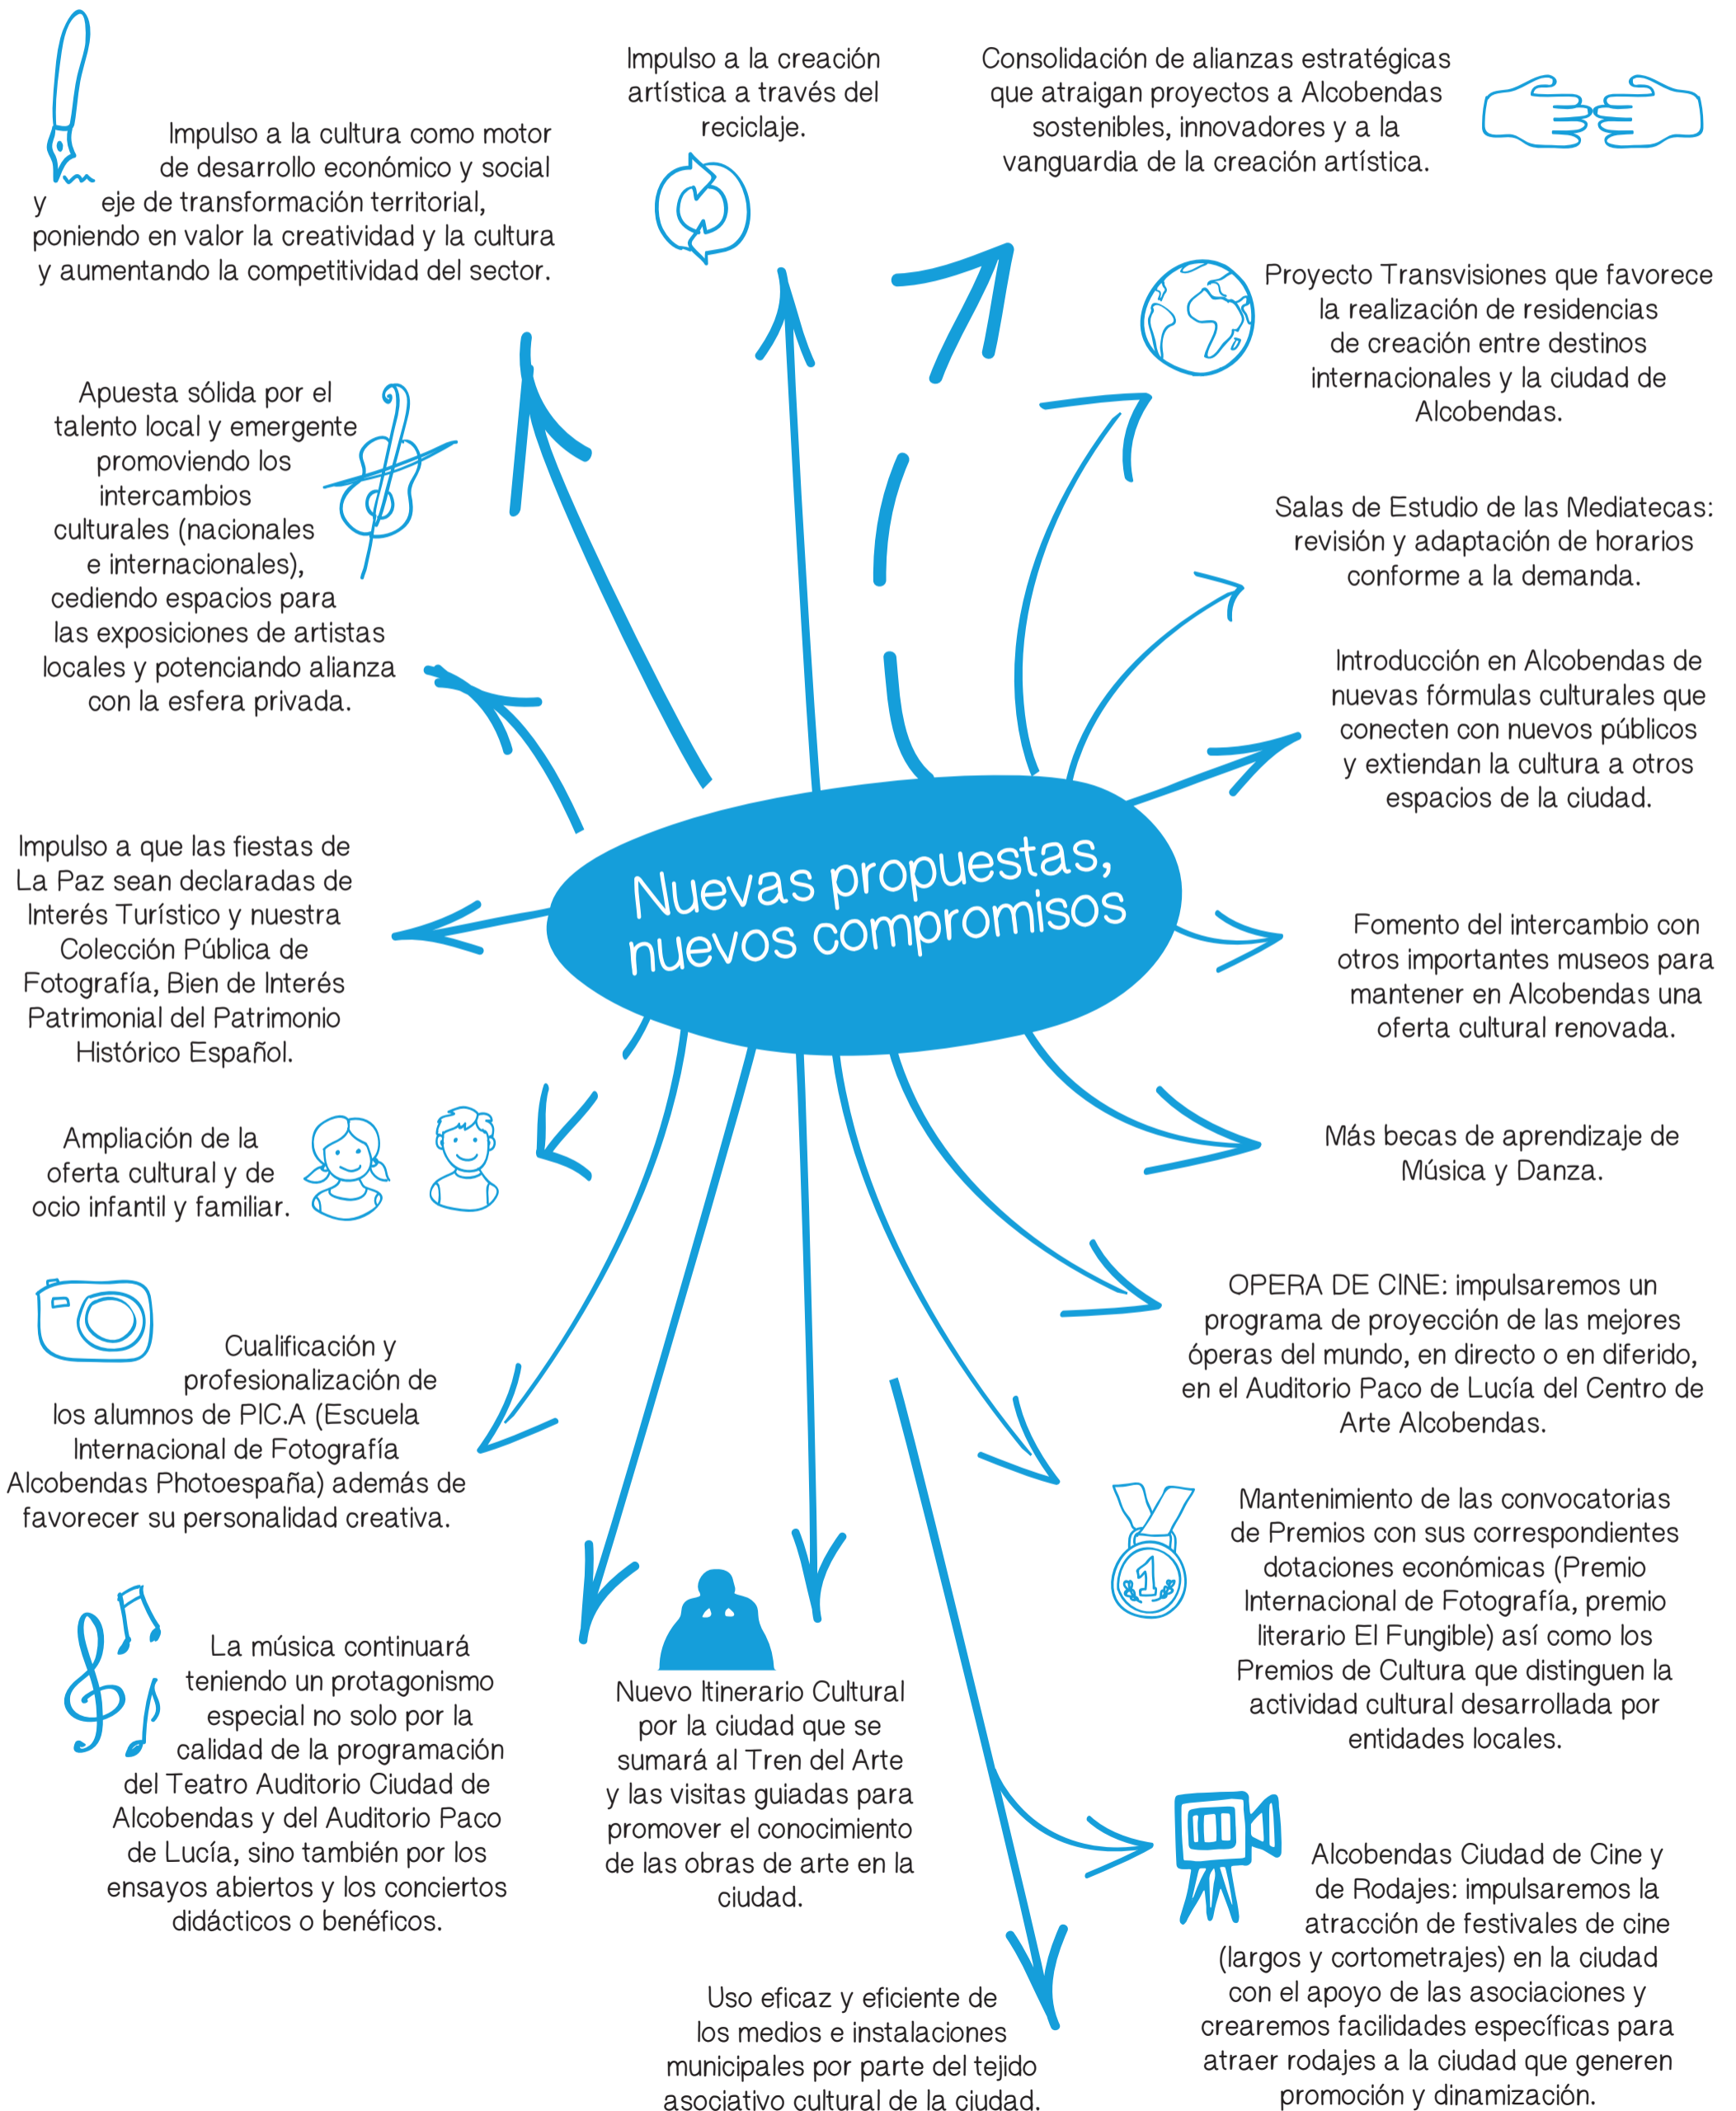 Impulso a la cultura como motor
de desarrollo económico y social
y eje de transformación territorial,
poniendo en valor la creatividad y la cultura
y aumentando la competitividad del sector.
Impulso a la creación
artística a través del
reciclaje.
Consolidación de alianzas estratégicas
que atraigan proyectos a Alcobendas
sostenibles, innovadores y a la
vanguardia de la creación artística.
Proyecto Transvisiones que favorece
la realización de residencias
de creación entre destinos
internacionales y la ciudad de
Alcobendas.
Apuesta sólida por el
talento local y emergente
promoviendo los
intercambios
culturales (nacionales
e internacionales),
cediendo espacios para
las exposiciones de artistas
locales y potenciando alianza
con la esfera privada.
Salas de Estudio de las Mediatecas:
revisión y adaptación de horarios
conforme a la demanda.
Introducción en Alcobendas de
nuevas fórmulas culturales que
conecten con nuevos públicos
y extiendan la cultura a otros
espacios de la ciudad.
Nuevas propuestas,
nuevos compromisos
Impulso a que las fiestas de
La Paz sean declaradas de
Interés Turístico y nuestra
Colección Pública de
Fotografía, Bien de Interés
Patrimonial del Patrimonio
Histórico Español.
Fomento del intercambio con
otros importantes museos para
mantener en Alcobendas una
oferta cultural renovada.
Ampliación de la
oferta cultural y de
ocio infantil y familiar.
Más becas de aprendizaje de
Música y Danza.
Cualificación y
profesionalización de
los alumnos de PIC.A (Escuela
Internacional de Fotografía
Alcobendas Photoespaña) además de
favorecer su personalidad creativa.
OPERA DE CINE: impulsaremos un
programa de proyección de las mejores
óperas del mundo, en directo o en diferido,
en el Auditorio Paco de Lucía del Centro de
Arte Alcobendas.
1
Mantenimiento de las convocatorias
de Premios con sus correspondientes
dotaciones económicas (Premio
Internacional de Fotografía, premio
literario El Fungible) así como los
Premios de Cultura que distinguen la
actividad cultural desarrollada por
entidades locales.
La música continuará
teniendo un protagonismo
especial no solo por la
calidad de la programación
del Teatro Auditorio Ciudad de
Alcobendas y del Auditorio Paco
de Lucía, sino también por los
ensayos abiertos y los conciertos
didácticos o benéficos.
Nuevo Itinerario Cultural
por la ciudad que se
sumará al Tren del Arte
y las visitas guiadas para
promover el conocimiento
de las obras de arte en la
ciudad.
Alcobendas Ciudad de Cine y
de Rodajes: impulsaremos la
atracción de festivales de cine
(largos y cortometrajes) en la ciudad
con el apoyo de las asociaciones y
crearemos facilidades específicas para
atraer rodajes a la ciudad que generen
promoción y dinamización.
Uso eficaz y eficiente de
los medios e instalaciones
municipales por parte del tejido
asociativo cultural de la ciudad.